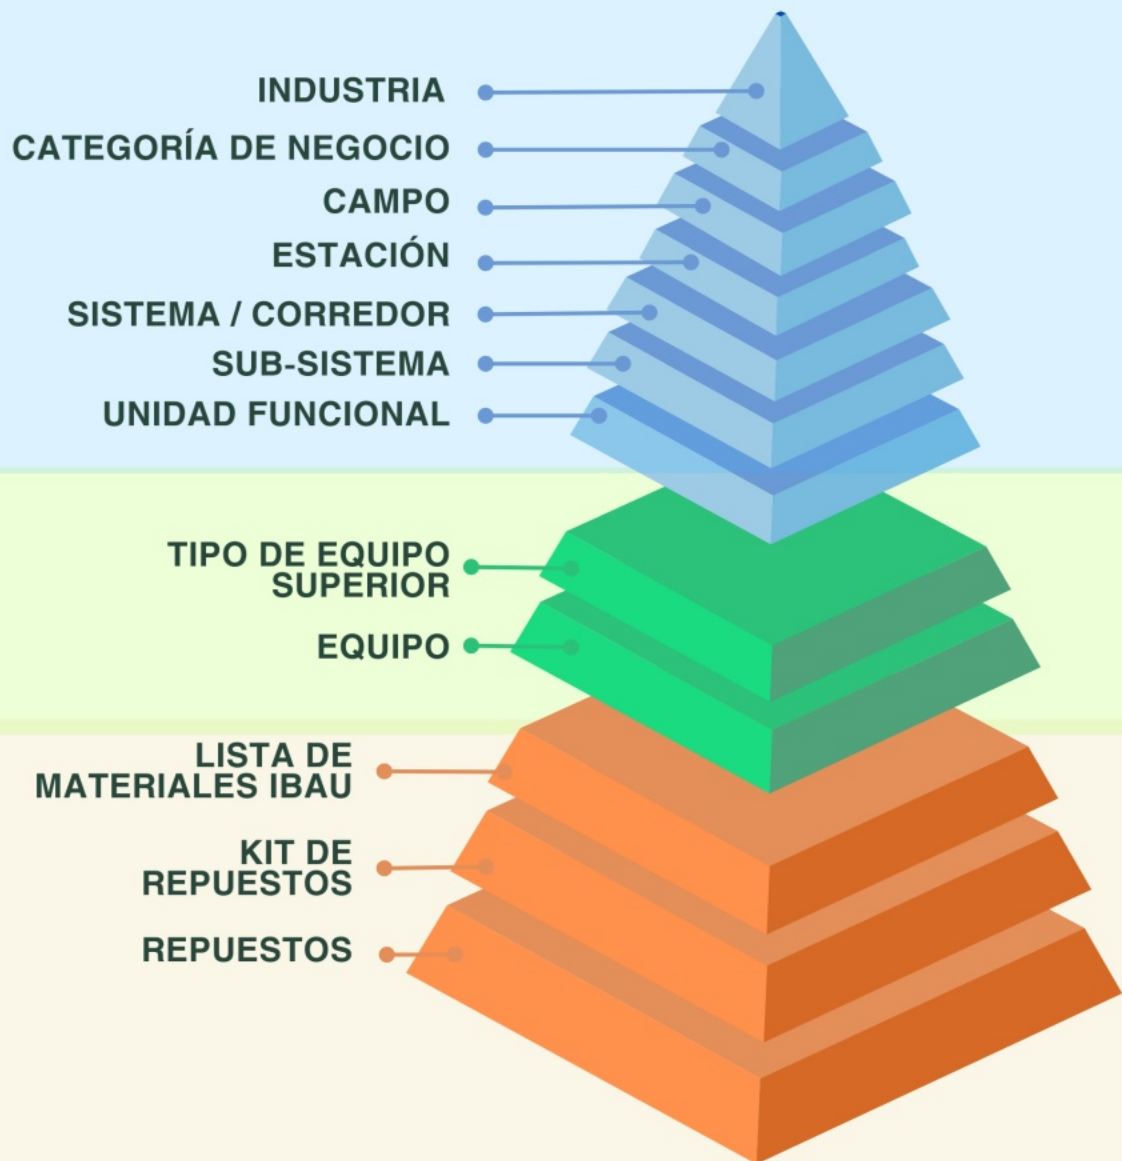 INDUSTRIA
CATEGORÍA DE NEGOCIO
CAMPO
ESTACIÓN
SISTEMA / CORREDOR
SUB-SISTEMA
UNIDAD FUNCIONAL
TIPO DE EQUIPO
SUPERIOR
EQUIPO
LISTA DE
MATERIALES IBAU
KIT DE
REPUESTOS
REPUESTOS